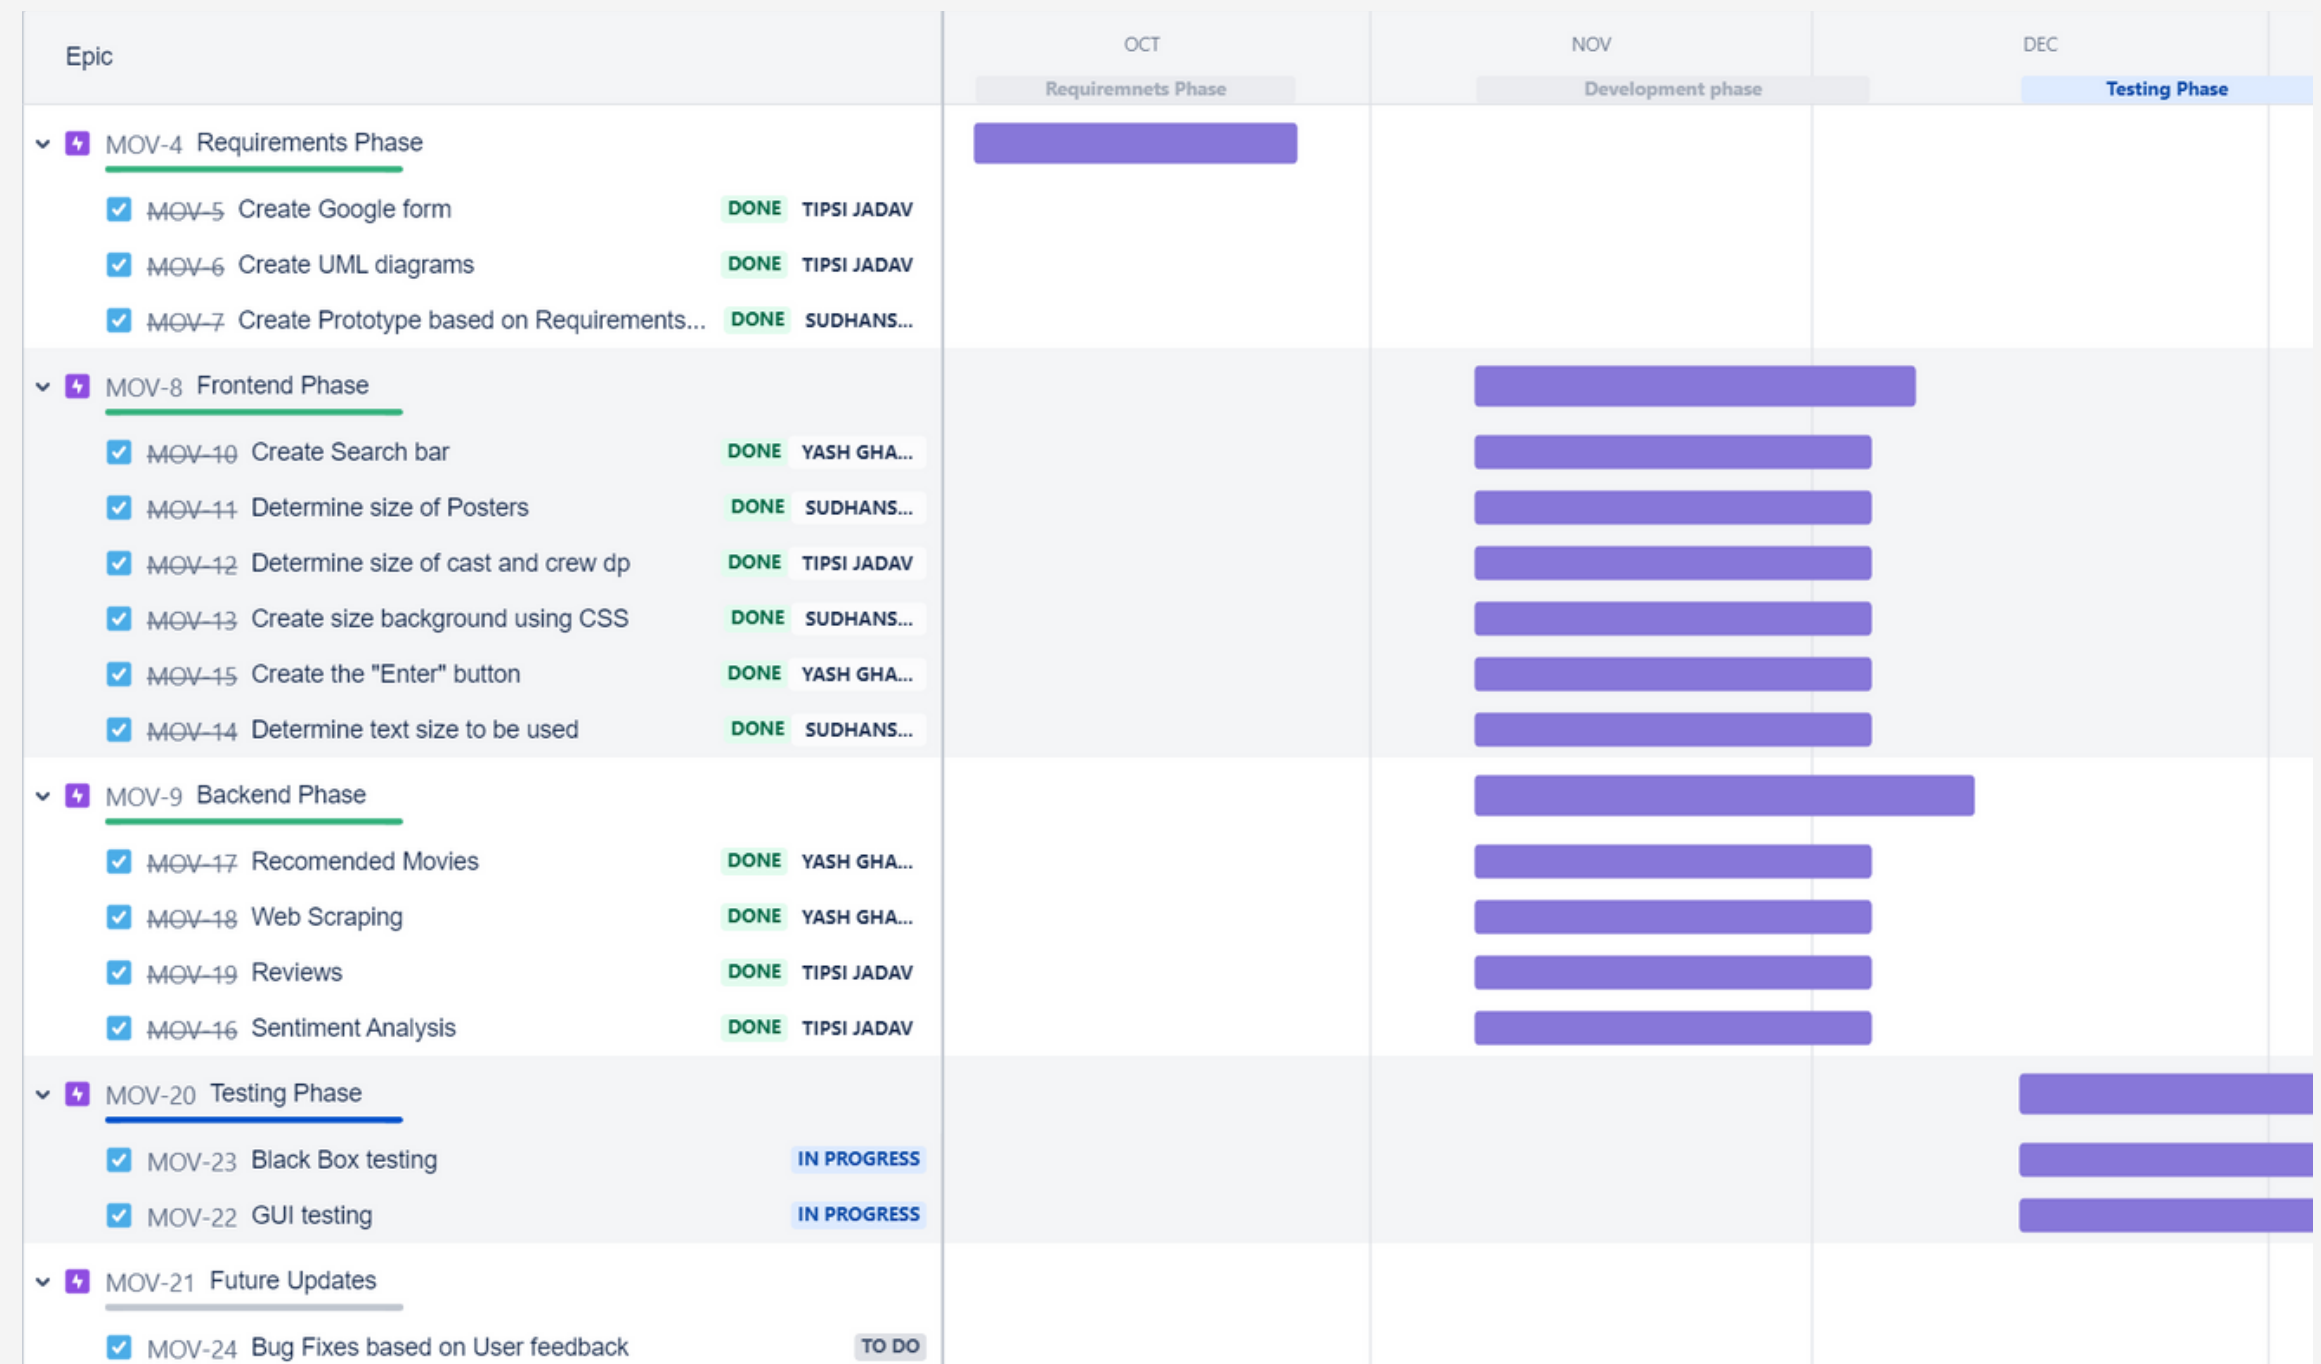 Epic
OCT NOV DEC
Requiremnets Phase Development phase Testing Phase
MOV-4 Requirements Phase
MOV-5 Create Google form DONE TIPSI JADAV
MOV-6 Create UML diagrams DONE TIPSI JADAV
MOV-7 Create Prototype based on Requirements... DONE SUDHANS...
MOV-8 Frontend Phase
MOV-10 Create Search bar DONE YASH GHA...
MOV-11 Determine size of Posters DONE SUDHANS...
MOV-12 Determine size of cast and crew dp DONE TIPSI JADAV
MOV-13 Create size background using CSS DONE SUDHANS...
MOV-15 Create the "Enter" button DONE YASH GHA...
MOV-14 Determine text size to be used DONE SUDHANS...
MOV-9 Backend Phase
MOV-17 Recomended Movies DONE YASH GHA...
MOV-18 Web Scraping DONE YASH GHA...
MOV-19 Reviews DONE TIPSI JADAV
MOV-16 Sentiment Analysis DONE TIPSI JADAV
MOV-20 Testing Phase
MOV-23 Black Box testing IN PROGRESS
MOV-22 GUI testing IN PROGRESS
MOV-21 Future Updates
MOV-24 Bug Fixes based on User feedback TO DO